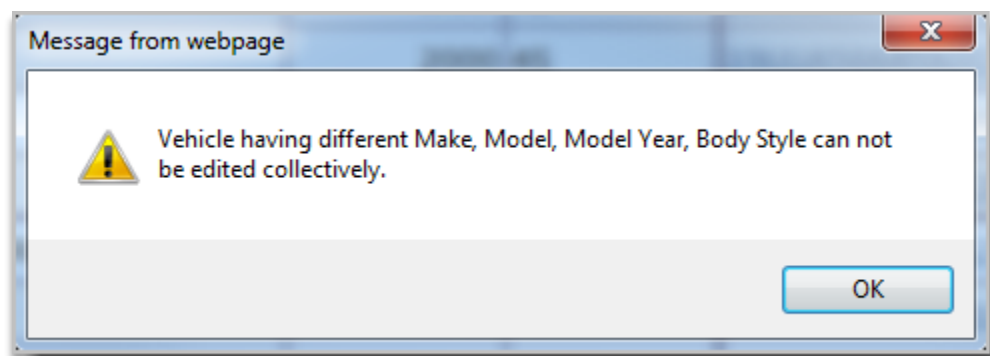 Message from webpage
Vehicle having different Make, Model, Model Year, Body Style can not
be edited collectively.
OK